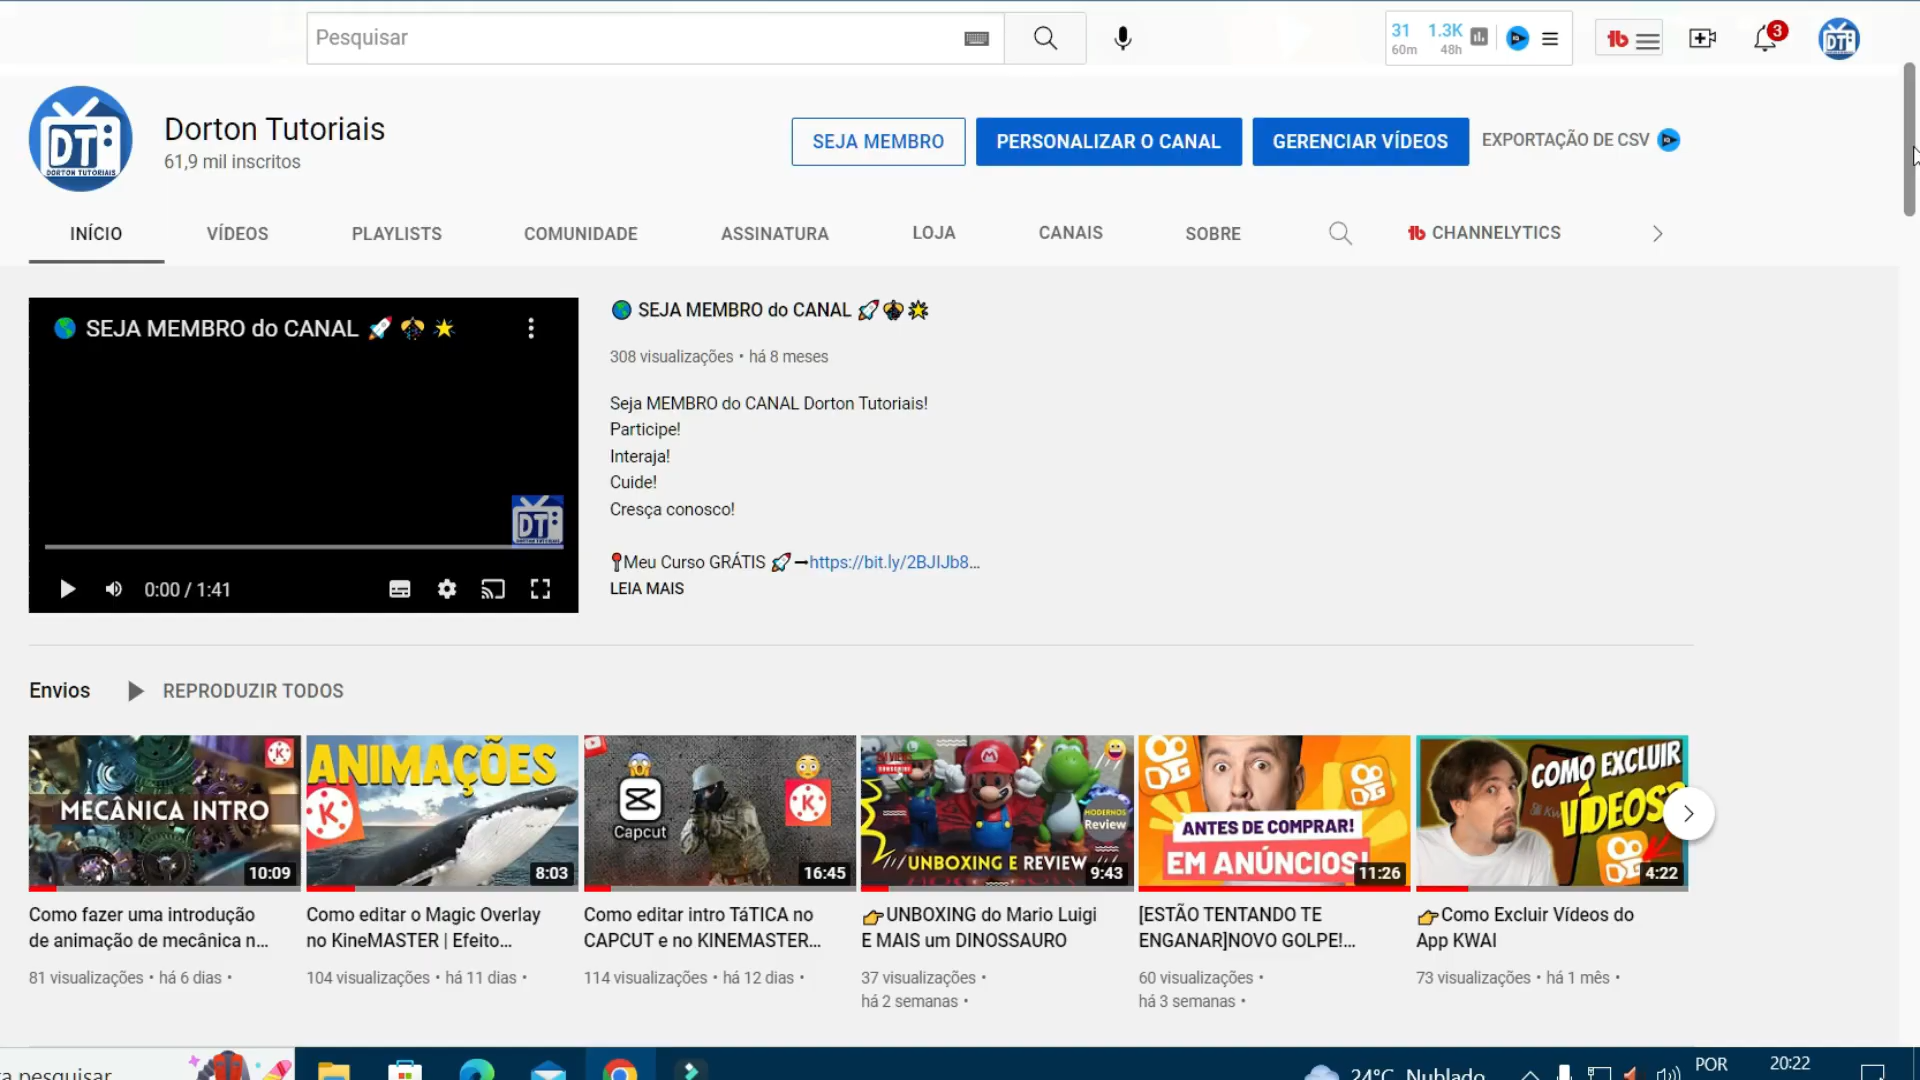 Pesquisar
31 1.3K
60m 48h
3
DT
DT
DORTON TUTORIAIS
Dorton Tutoriais
61,9 mil inscritos
SEJA MEMBRO
PERSONALIZAR O CANAL
GERENCIAR VÍDEOS
EXPORTAÇÃO DE CSV
INÍCIO
VÍDEOS
PLAYLISTS
COMUNIDADE
ASSINATURA
LOJA
CANAIS
SOBRE
CHANNELYTICS
🌎 SEJA MEMBRO do CANAL 🚀 🌟
DT
0:00 / 1:41
🌎 SEJA MEMBRO do CANAL 🚀 🌟
308 visualizações • há 8 meses
Seja MEMBRO do CANAL Dorton Tutoriais!
Participe!
Interaja!
Cuide!
Cresça conosco!
📍Meu Curso GRÁTIS 🚀 ➞https://bit.ly/2BJIJb8...
LEIA MAIS
Envios
REPRODUZIR TODOS
MECÂNICA INTRO
10:09
ANIMAÇÕES
8:03
Capcut
16:45
MODERNOS
Review
UNBOXING E REVIEW
9:43
ANTES DE COMPRAR!
EM ANÚNCIOS!
11:26
COMO EXCLUIR
VÍDEOS?
4:22
Como fazer uma introdução
de animação de mecânica n...
81 visualizações • há 6 dias •
Como editar o Magic Overlay
no KineMASTER | Efeito...
104 visualizações • há 11 dias •
Como editar intro TáTICA no
CAPCUT e no KINEMASTER...
114 visualizações • há 12 dias •
👉UNBOXING do Mario Luigi
E MAIS um DINOSSAURO
37 visualizações •
há 2 semanas •
[ESTÃO TENTANDO TE
ENGANAR]NOVO GOLPE!...
60 visualizações •
há 3 semanas •
👉Como Excluir Vídeos do
App KWAI
73 visualizações • há 1 mês •
pesquisar
24°C Nublado
POR
20:22